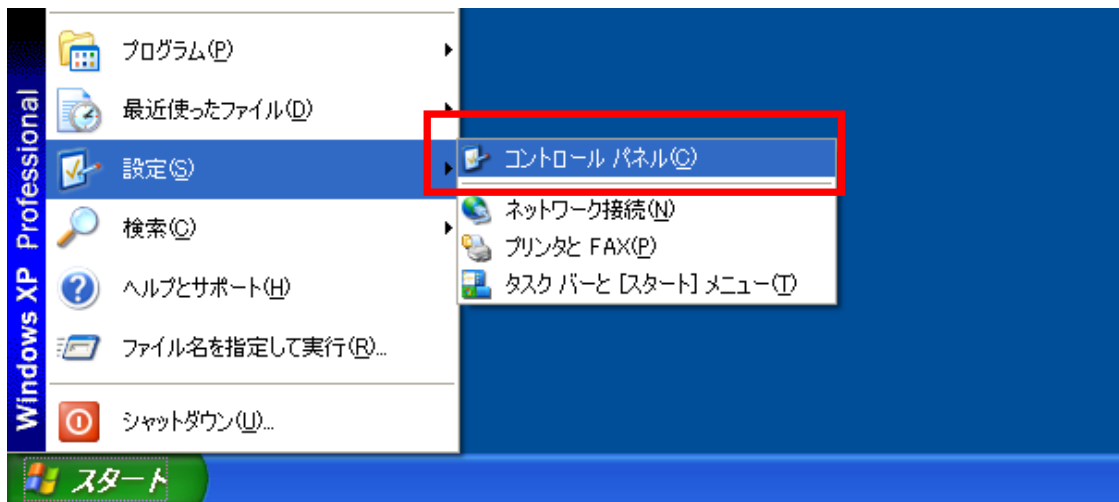 Windows XP Professional
プログラム(P)
最近使ったファイル(D)
設定(S)
コントロール パネル(C)
ネットワーク接続(N)
プリンタと FAX(P)
タスク バーと [スタート] メニュー(T)
検索(C)
ヘルプとサポート(H)
ファイル名を指定して実行(R)...
シャットダウン(U)...
スタート